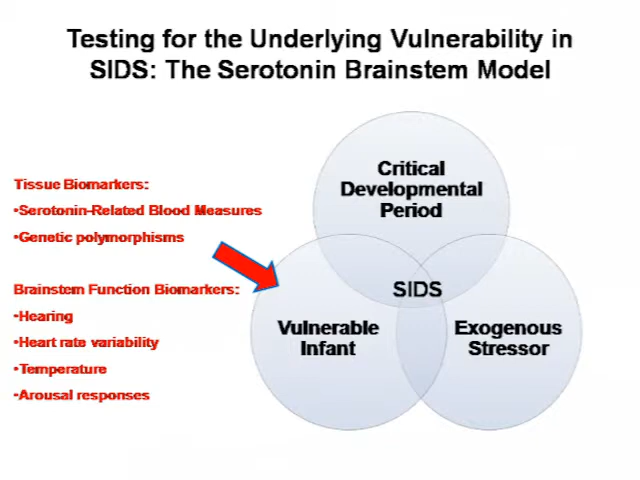 Testing for the Underlying Vulnerability in
SIDS: The Serotonin Brainstem Model
Tissue Biomarkers:
•Serotonin-Related Blood Measures
•Genetic polymorphisms
Brainstem Function Biomarkers:
•Hearing
•Heart rate variability
•Temperature
•Arousal responses
Critical
Developmental
Period
SIDS
Vulnerable
Infant
Exogenous
Stressor